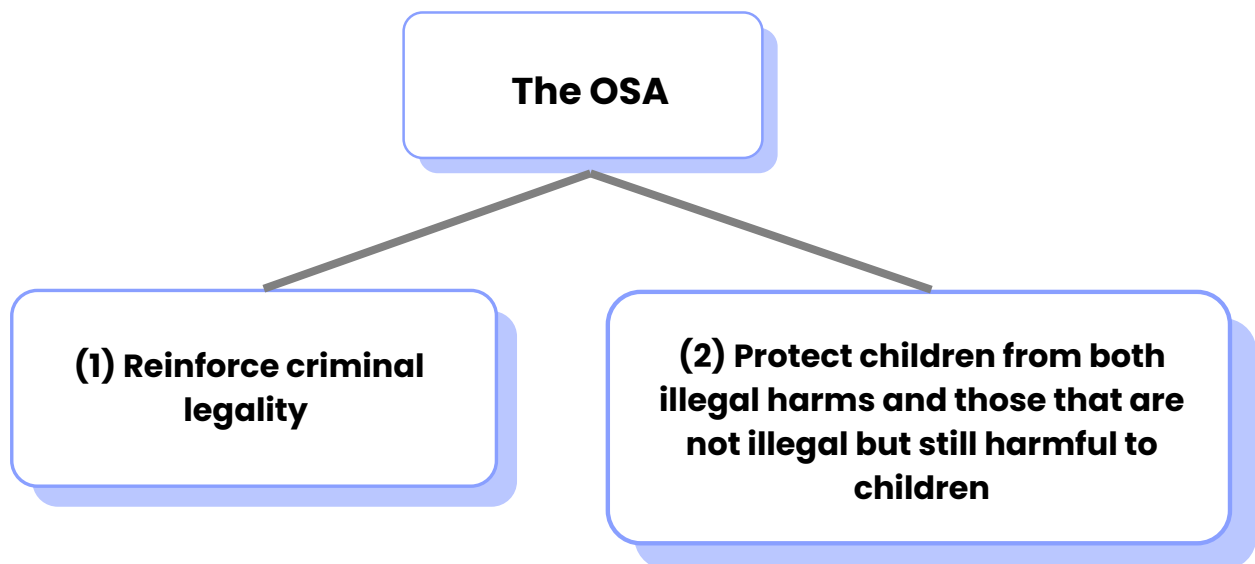 The OSA
(1) Reinforce criminal
legality
(2) Protect children from both
illegal harms and those that are
not illegal but still harmful to
children